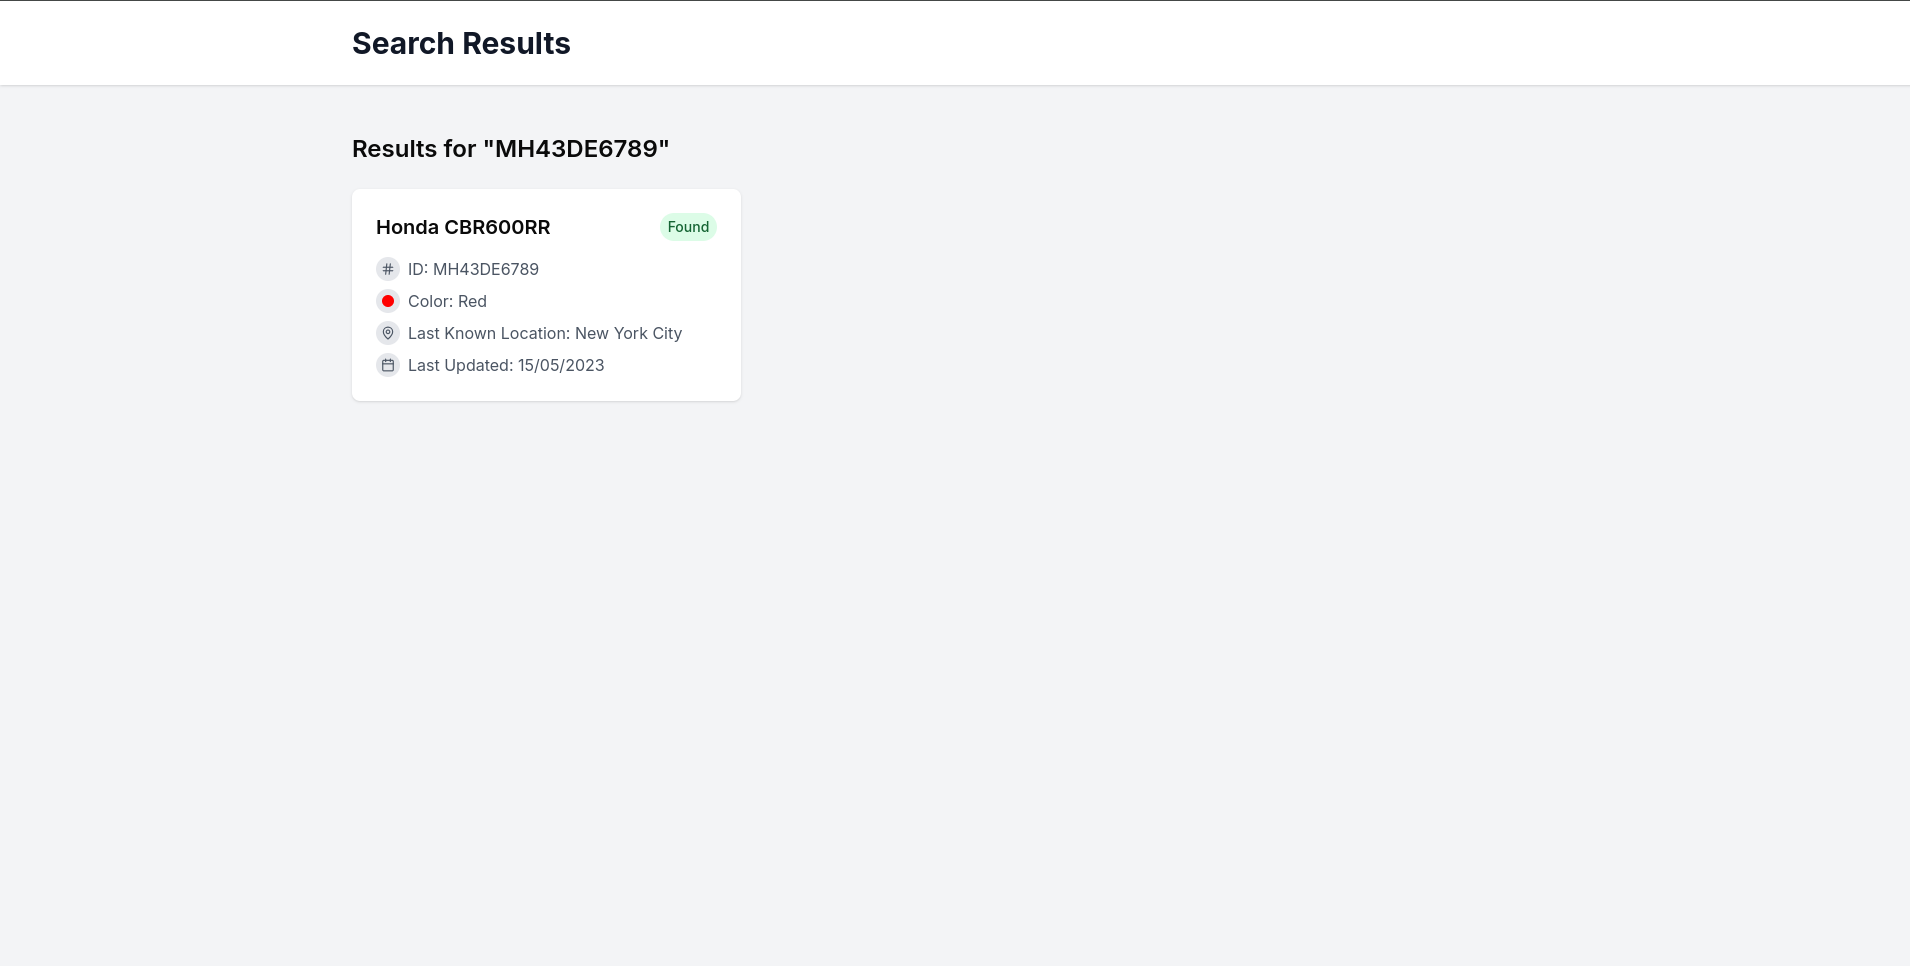 Search Results
Results for "MH43DE6789"
Honda CBR600RR
Found
ID: MH43DE6789
Color: Red
Last Known Location: New York City
Last Updated: 15/05/2023